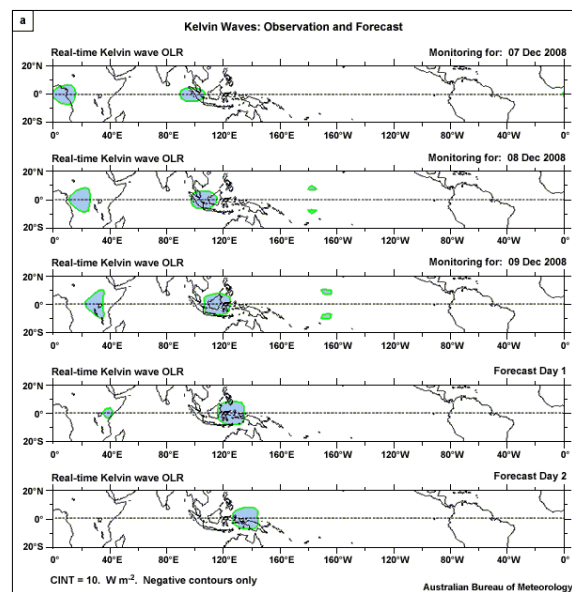 a
Kelvin Waves: Observation and Forecast
Real-time Kelvin wave OLR Monitoring for: 07 Dec 2008
20°N
0°
20°S
0° 40°E 80°E 120°E 160°E 160°W 120°W 80°W 40°W 0°
Real-time Kelvin wave OLR Monitoring for: 08 Dec 2008
20°N
0°
20°S
0° 40°E 80°E 120°E 160°E 160°W 120°W 80°W 40°W 0°
Real-time Kelvin wave OLR Monitoring for: 09 Dec 2008
20°N
0°
20°S
0° 40°E 80°E 120°E 160°E 160°W 120°W 80°W 40°W 0°
Real-time Kelvin wave OLR Forecast Day 1
20°N
0°
20°S
0° 40°E 80°E 120°E 160°E 160°W 120°W 80°W 40°W 0°
Real-time Kelvin wave OLR Forecast Day 2
20°N
0°
20°S
0° 40°E 80°E 120°E 160°E 160°W 120°W 80°W 40°W 0°
CINT = 10. W m-2. Negative contours only
Australian Bureau of Meteorology